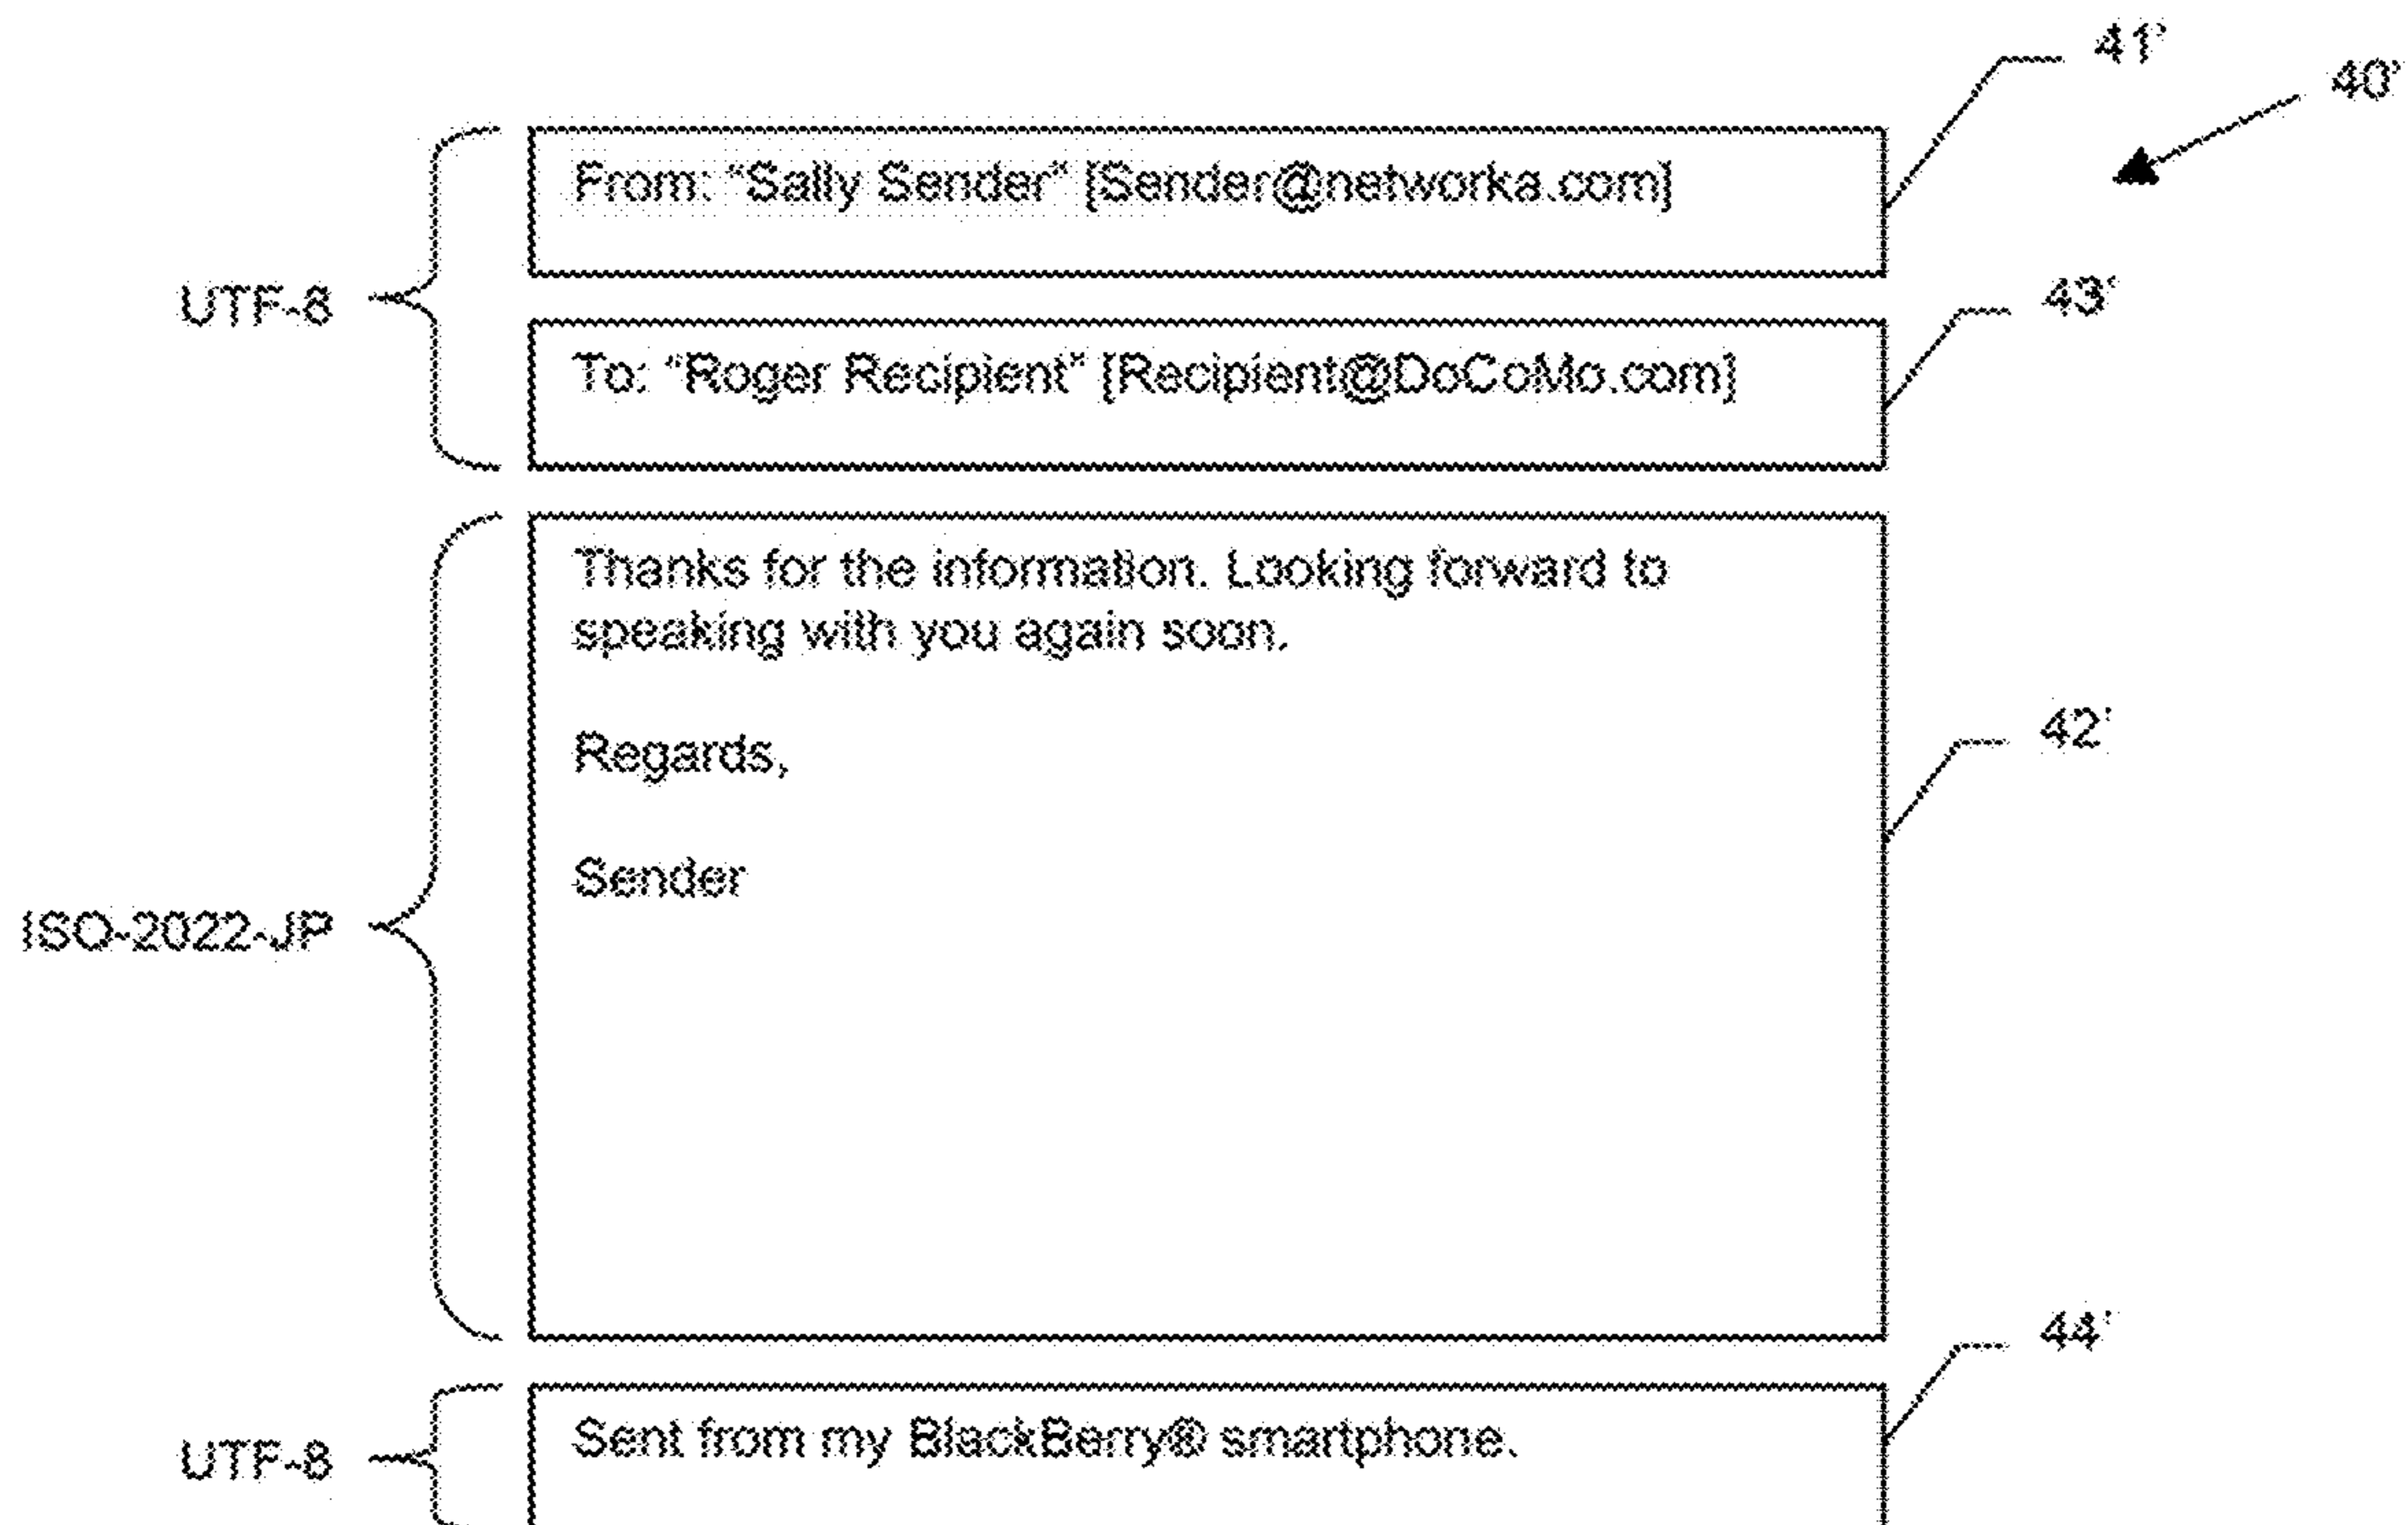 41'
40'
From: “Sally Sender” [Sender@networka.com]
UTF-8
43'
To: “Roger Recipient” [Recipient@DoCoMo.com]
Thanks for the information. Looking forward to
speaking with you again soon.
42'
Regards,
Sender
ISO-2022-JP
44'
Sent from my BlackBerry® smartphone.
UTF-8